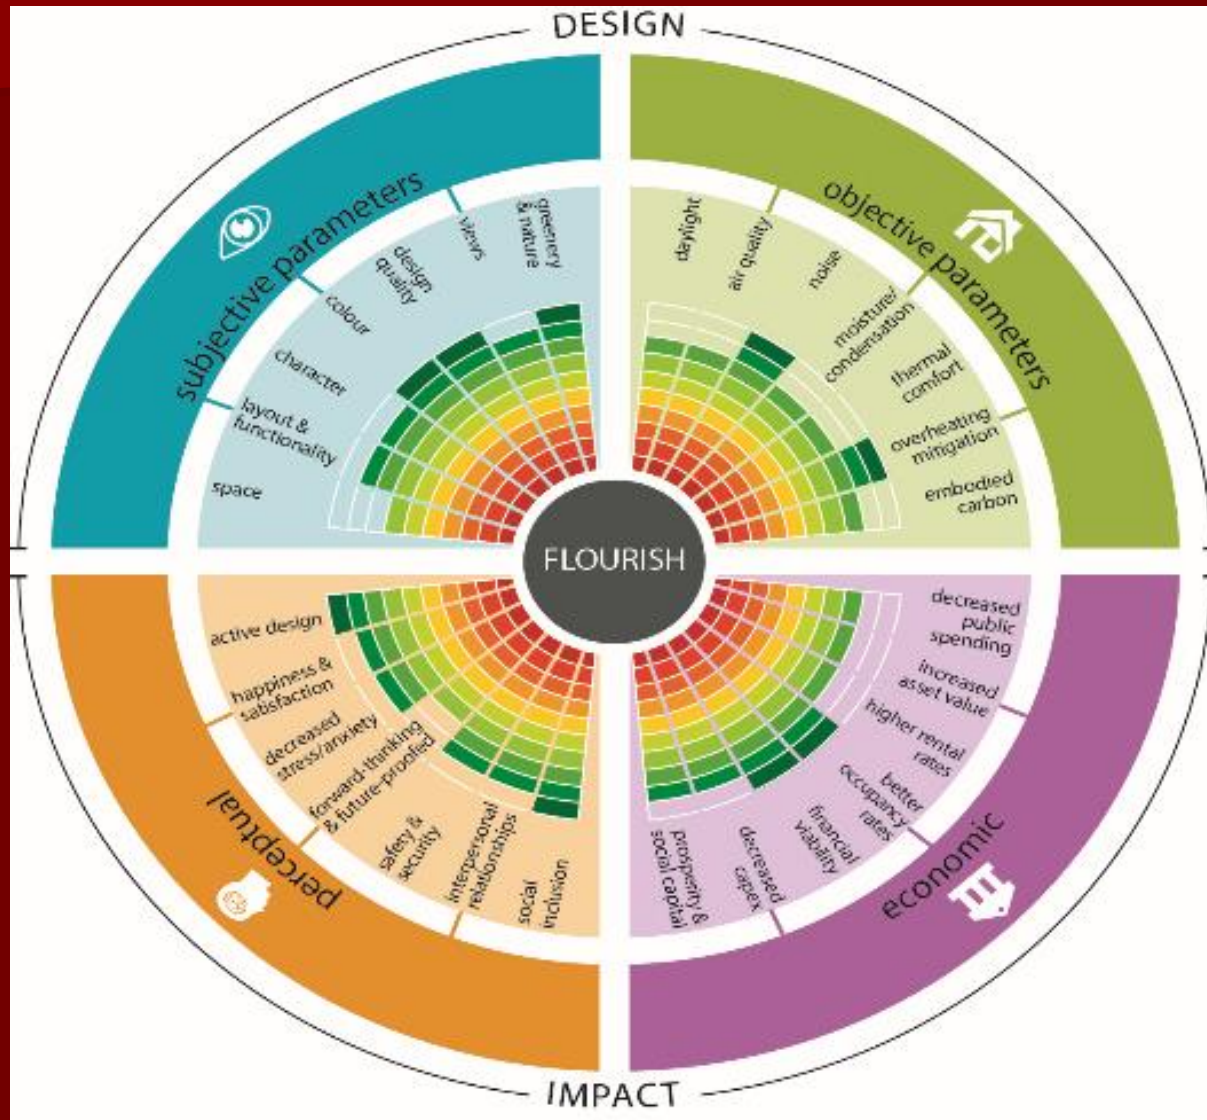 DESIGN
subjective parameters
space
layout &
functionality
character
colour
design
quality
views
greenery
& nature
objective parameters
daylight
air quality
noise
moisture/
condensation
thermal
comfort
overheating
mitigation
embodied
carbon
FLOURISH
perceptual
active design
happiness &
satisfaction
decreased
stress/anxiety
forward-thinking
& future-proofed
safety &
security
interpersonal
relationships
social
inclusion
economic
decreased
public
spending
increased
asset value
higher rental
rates
better
occupancy
rates
financial
viability
decreased
capex
prosperity &
social capital
IMPACT